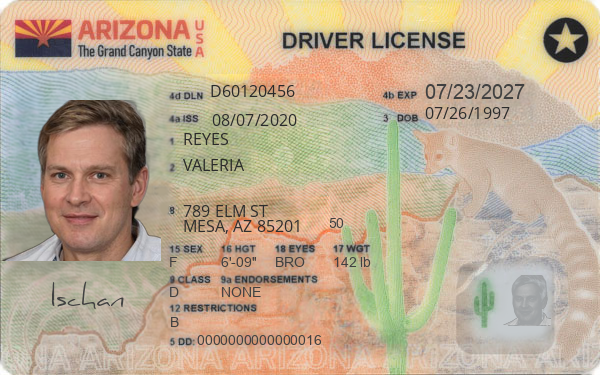 ARIZONA USA
The Grand Canyon State
DRIVER LICENSE
4d DLN D60120456
4b EXP 07/23/2027
4a ISS 08/07/2020
3 DOB 07/26/1997
1 REYES
2 VALERIA
8 789 ELM ST
MESA, AZ 85201
50
15 SEX 16 HGT 18 EYES 17 WGT
F 6'-09" BRO 142 lb
9 CLASS 9a ENDORSEMENTS
D NONE
12 RESTRICTIONS
B
5 DD: 0000000000000016
Ischan
ARIZONA ARIZONA ARIZONA ARIZONA